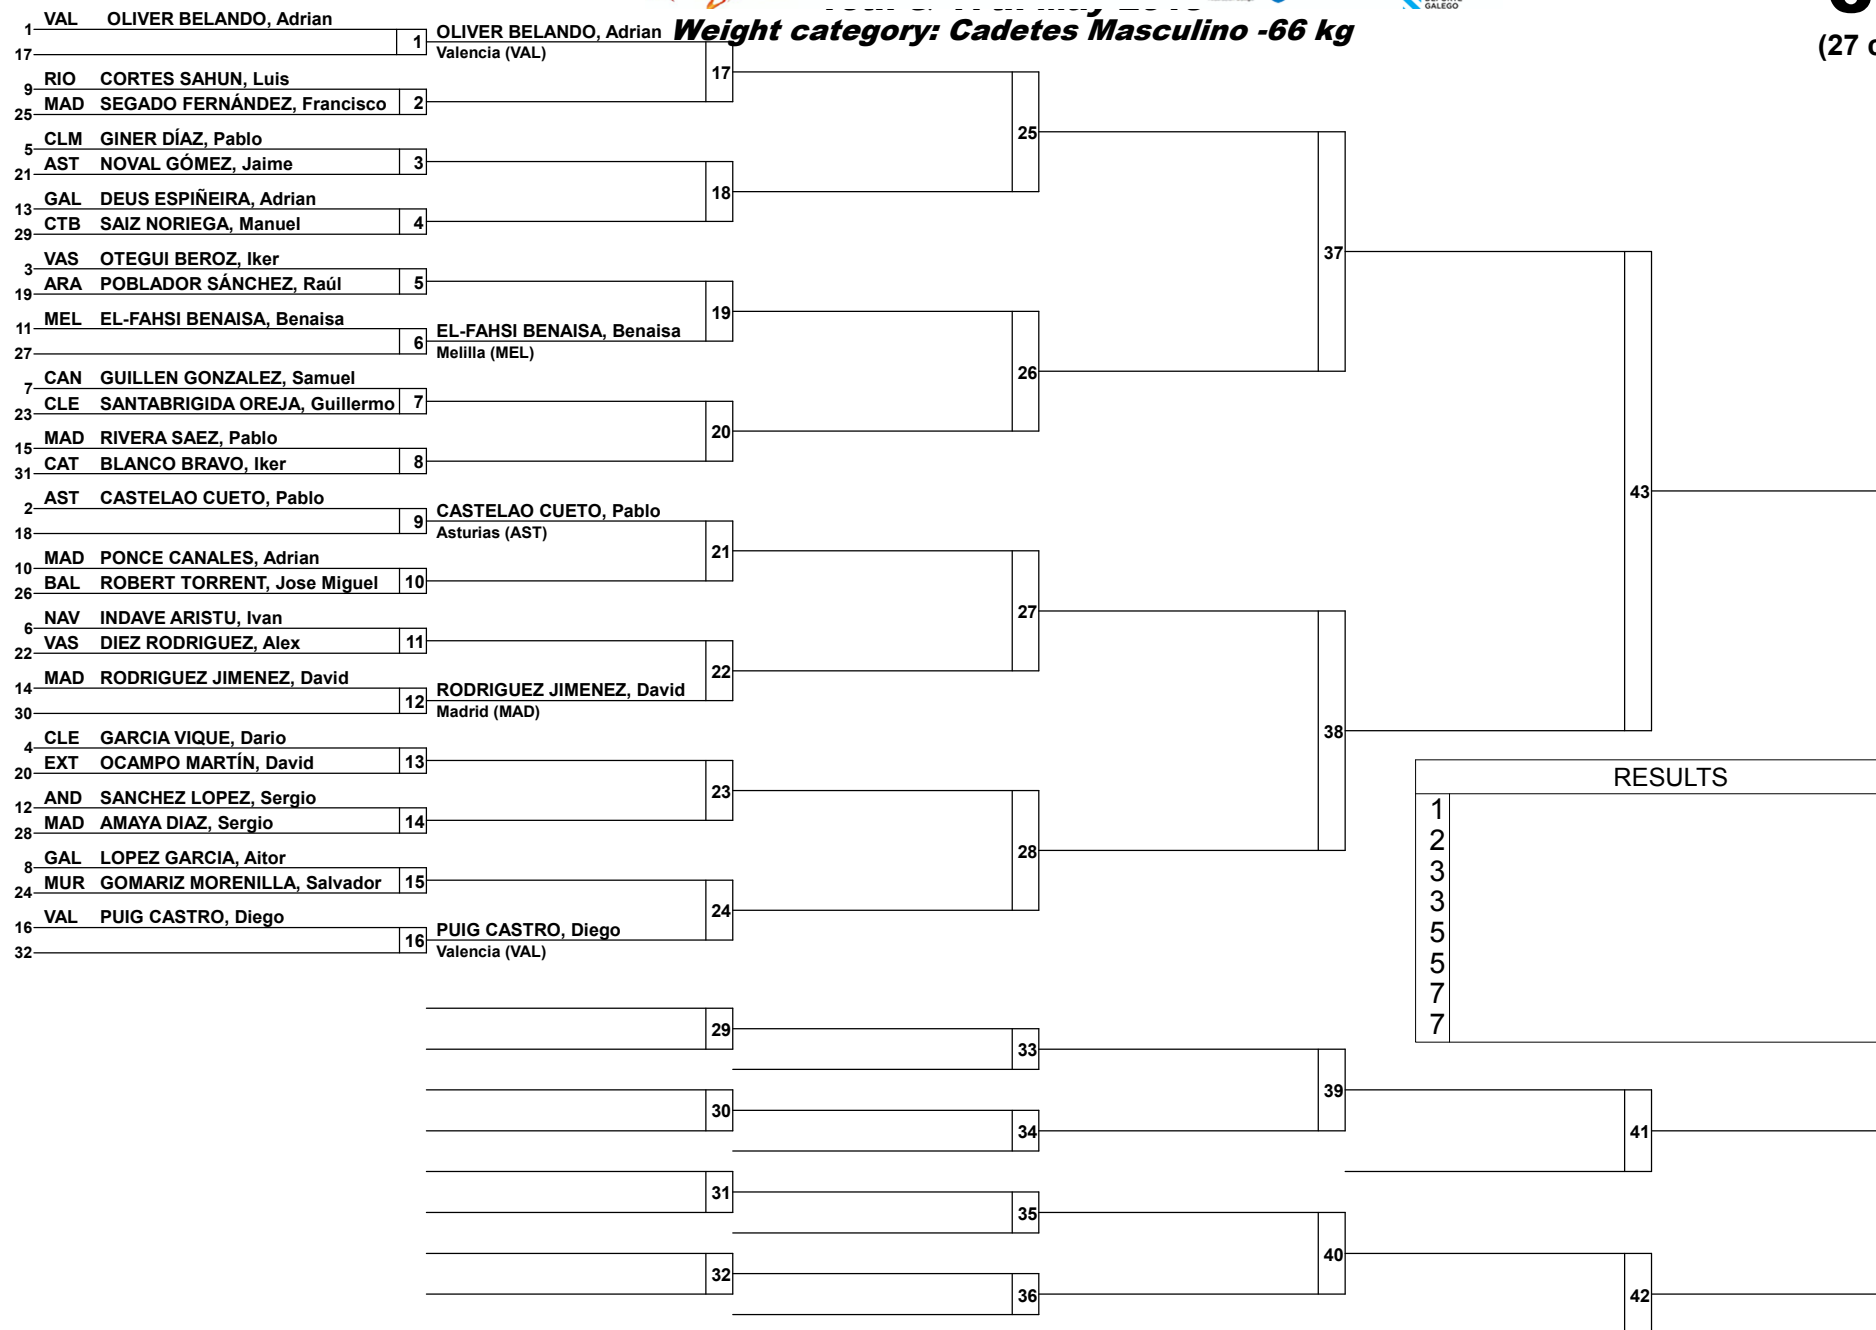 GALEGO
Weight category: Cadetes Masculino -66 kg
(27
1 VAL OLIVER BELANDO, Adrian
17
1 OLIVER BELANDO, Adrian
Valencia (VAL)
9 RIO CORTES SAHUN, Luis
25 MAD SEGADO FERNÁNDEZ, Francisco 2
17
5 CLM GINER DÍAZ, Pablo
21 AST NOVAL GÓMEZ, Jaime 3
25
13 GAL DEUS ESPIÑEIRA, Adrian
29 CTB SAIZ NORIEGA, Manuel 4
18
3 VAS OTEGUI BEROZ, Iker
19 ARA POBLADOR SÁNCHEZ, Raúl 5
37
11 MEL EL-FAHSI BENAISA, Benaisa
27
6 EL-FAHSI BENAISA, Benaisa
Melilla (MEL)
19
7 CAN GUILLEN GONZALEZ, Samuel
23 CLE SANTABRIGIDA OREJA, Guillermo 7
26
15 MAD RIVERA SAEZ, Pablo
31 CAT BLANCO BRAVO, Iker 8
20
2 AST CASTELAO CUETO, Pablo
18
9 CASTELAO CUETO, Pablo
Asturias (AST)
43
10 MAD PONCE CANALES, Adrian
26 BAL ROBERT TORRENT, Jose Miguel 10
21
6 NAV INDAVE ARISTU, Ivan
22 VAS DIEZ RODRIGUEZ, Alex 11
27
14 MAD RODRIGUEZ JIMENEZ, David
30
12 RODRIGUEZ JIMENEZ, David
Madrid (MAD)
22
4 CLE GARCIA VIQUE, Dario
20 EXT OCAMPO MARTÍN, David 13
38
12 AND SANCHEZ LOPEZ, Sergio
28 MAD AMAYA DIAZ, Sergio 14
23
8 GAL LOPEZ GARCIA, Aitor
24 MUR GOMARIZ MORENILLA, Salvador 15
28
16 VAL PUIG CASTRO, Diego
32
16 PUIG CASTRO, Diego
Valencia (VAL)
24
RESULTS
1
2
3
3
5
5
7
7
29
33
39
30
34
41
31
35
40
32
36
42